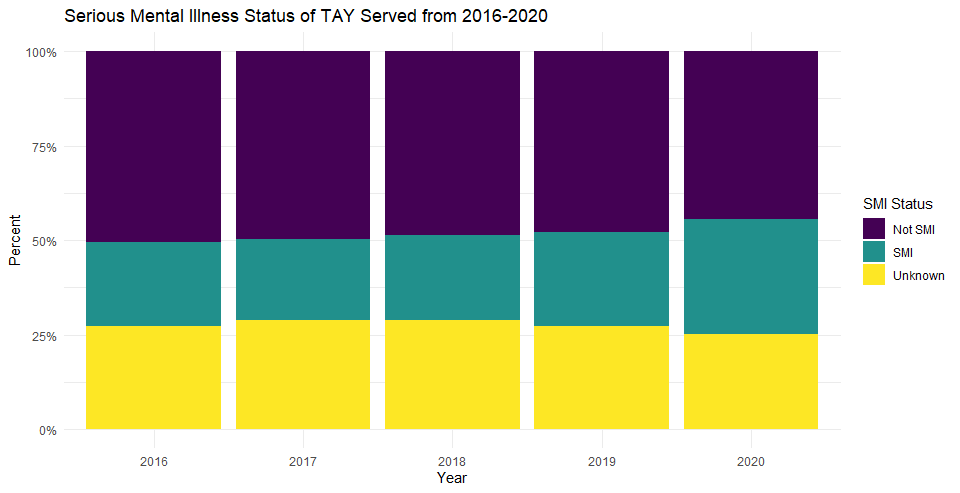 Serious Mental Illness Status of TAY Served from 2016-2020
Percent
100%
75%
50%
25%
0%
2016 2017 2018 2019 2020
Year
SMI Status
Not SMI
SMI
Unknown